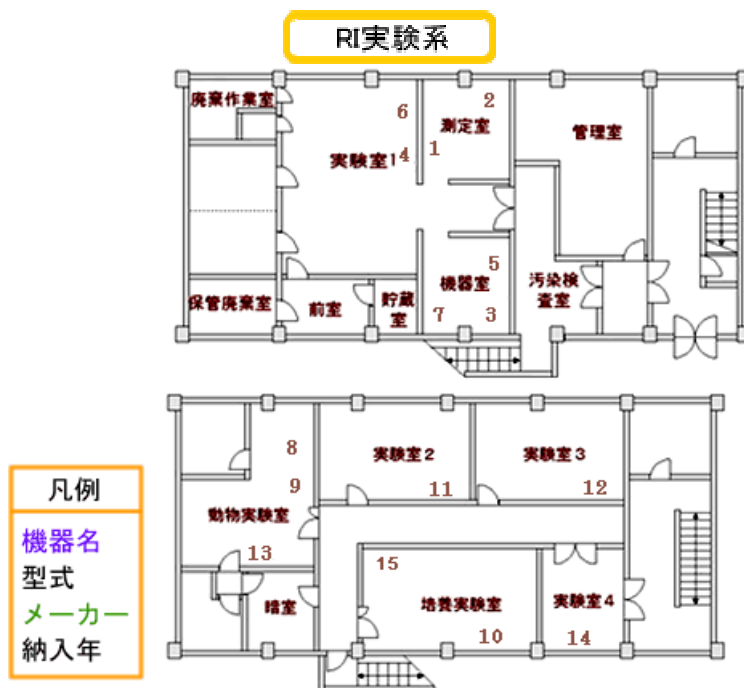 RI実験系
廃棄作業室
6
2
測定室
管理室
実験室1
4
1
5
保管廃棄室
前室
貯蔵
室
機器室
汚染検
査室
7
3
8
実験室2
実験室3
9
11
12
動物実験室
13
15
暗室
培養実験室
実験室4
10
14
凡例
機器名
型式
メーカー
納入年